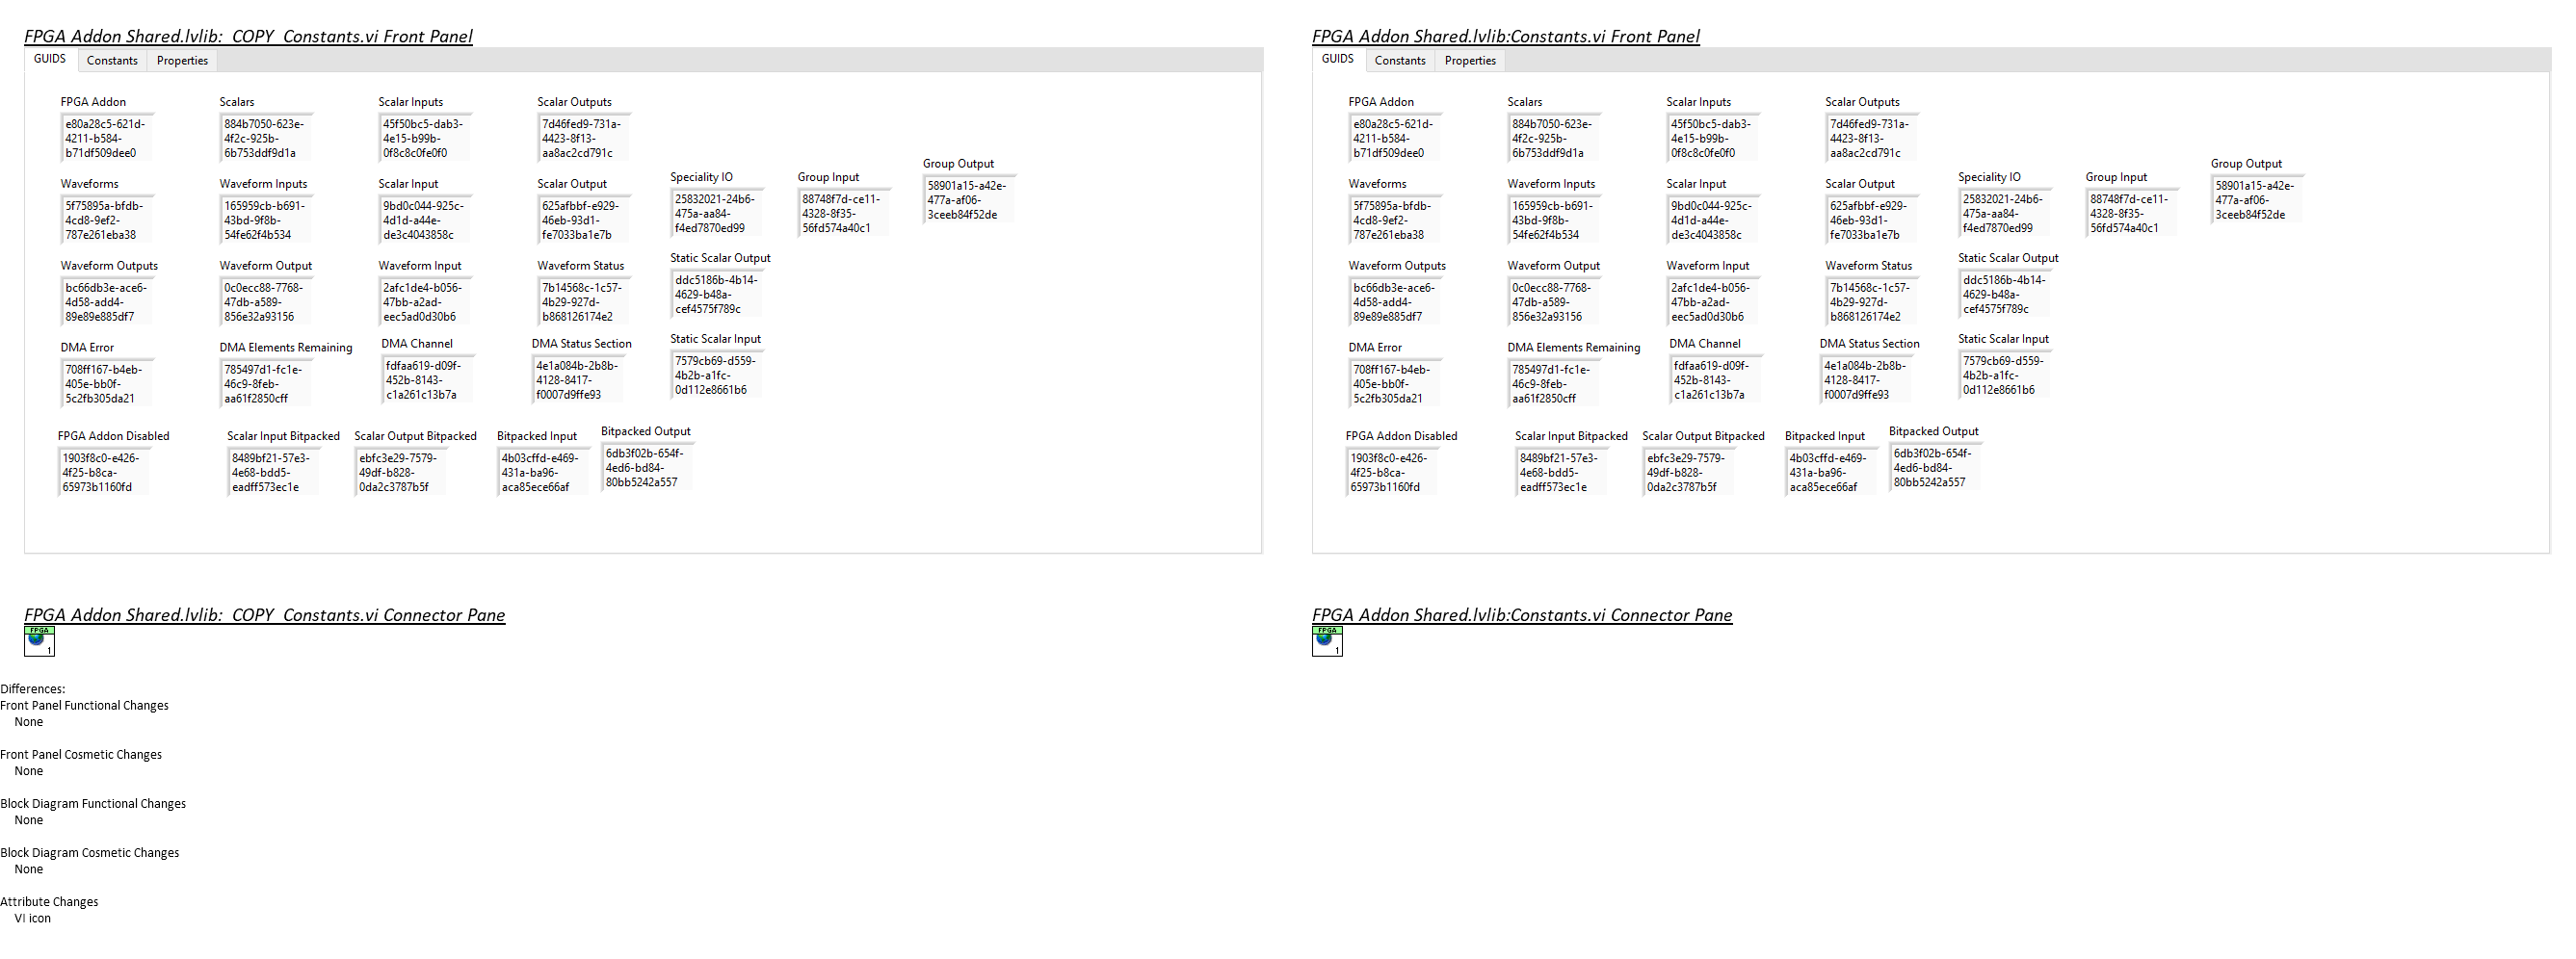 FPGA Addon Shared.lvlib:_COPY_Constants.vi Front Panel
GUIDS Constants Properties
FPGA Addon
e80a28c5-621d-
4211-b584-
b71df509dee0
Scalars
884b7050-623e-
4f2c-925b-
6b753ddf9d1a
Scalar Inputs
45f50bc5-dab3-
4e15-b99b-
0f8c8c0fe0f0
Scalar Outputs
7d46fed9-731a-
4423-8f13-
aa8ac2cd791c
Waveforms
5f75895a-bfdb-
4cd8-9ef2-
787e261eba38
Waveform Inputs
165959cb-b691-
43bd-9f8b-
54fe62f4b534
Scalar Input
9bd0c044-925c-
4d1d-a44e-
de3c4043858c
Scalar Output
625afbbf-e929-
46eb-93d1-
fe7033ba1e7b
Speciality IO
25832021-24b6-
475a-aa84-
f4ed7870ed99
Group Input
88748f7d-ce11-
4328-8f35-
56fd574a40c1
Group Output
58901a15-a42e-
477a-af06-
3ceeb84f52de
Waveform Outputs
bc66db3e-ace6-
4d58-add4-
89e89e885df7
Waveform Output
0c0ecc88-7768-
47db-a589-
856e32a93156
Waveform Input
2afc1de4-b056-
47bb-a2ad-
eec5ad0d30b6
Waveform Status
7b14568c-1c57-
4b29-927d-
b868126174e2
Static Scalar Output
ddc5186b-4b14-
4629-b48a-
cef4575f789c
DMA Error
708ff167-b4eb-
405e-bb0f-
5c2fb305da21
DMA Elements Remaining
785497d1-fc1e-
46c9-8feb-
aa61f2850cff
DMA Channel
fdfaa619-d09f-
452b-8143-
c1a261c13b7a
DMA Status Section
4e1a084b-2b8b-
4128-8417-
f0007d9ffe93
Static Scalar Input
7579cb69-d559-
4b2b-a1fc-
0d112e8661b6
FPGA Addon Disabled
1903f8c0-e426-
4f25-b8ca-
65973b1160fd
Scalar Input Bitpacked
8489bf21-57e3-
4e68-bdd5-
eadff573ec1e
Scalar Output Bitpacked
ebfc3e29-7579-
49df-b828-
0da2c3787b5f
Bitpacked Input
4b03cffd-e469-
431a-ba96-
aca85ece66af
Bitpacked Output
6db3f02b-654f-
4ed6-bd84-
80bb5242a557
FPGA Addon Shared.lvlib:Constants.vi Front Panel
GUIDS Constants Properties
FPGA Addon
e80a28c5-621d-
4211-b584-
b71df509dee0
Scalars
884b7050-623e-
4f2c-925b-
6b753ddf9d1a
Scalar Inputs
45f50bc5-dab3-
4e15-b99b-
0f8c8c0fe0f0
Scalar Outputs
7d46fed9-731a-
4423-8f13-
aa8ac2cd791c
Waveforms
5f75895a-bfdb-
4cd8-9ef2-
787e261eba38
Waveform Inputs
165959cb-b691-
43bd-9f8b-
54fe62f4b534
Scalar Input
9bd0c044-925c-
4d1d-a44e-
de3c4043858c
Scalar Output
625afbbf-e929-
46eb-93d1-
fe7033ba1e7b
Speciality IO
25832021-24b6-
475a-aa84-
f4ed7870ed99
Group Input
88748f7d-ce11-
4328-8f35-
56fd574a40c1
Group Output
58901a15-a42e-
477a-af06-
3ceeb84f52de
Waveform Outputs
bc66db3e-ace6-
4d58-add4-
89e89e885df7
Waveform Output
0c0ecc88-7768-
47db-a589-
856e32a93156
Waveform Input
2afc1de4-b056-
47bb-a2ad-
eec5ad0d30b6
Waveform Status
7b14568c-1c57-
4b29-927d-
b868126174e2
Static Scalar Output
ddc5186b-4b14-
4629-b48a-
cef4575f789c
DMA Error
708ff167-b4eb-
405e-bb0f-
5c2fb305da21
DMA Elements Remaining
785497d1-fc1e-
46c9-8feb-
aa61f2850cff
DMA Channel
fdfaa619-d09f-
452b-8143-
c1a261c13b7a
DMA Status Section
4e1a084b-2b8b-
4128-8417-
f0007d9ffe93
Static Scalar Input
7579cb69-d559-
4b2b-a1fc-
0d112e8661b6
FPGA Addon Disabled
1903f8c0-e426-
4f25-b8ca-
65973b1160fd
Scalar Input Bitpacked
8489bf21-57e3-
4e68-bdd5-
eadff573ec1e
Scalar Output Bitpacked
ebfc3e29-7579-
49df-b828-
0da2c3787b5f
Bitpacked Input
4b03cffd-e469-
431a-ba96-
aca85ece66af
Bitpacked Output
6db3f02b-654f-
4ed6-bd84-
80bb5242a557
FPGA Addon Shared.lvlib:_COPY_Constants.vi Connector Pane
FPGA
1
FPGA Addon Shared.lvlib:Constants.vi Connector Pane
FPGA
1
Differences:
Front Panel Functional Changes
None
Front Panel Cosmetic Changes
None
Block Diagram Functional Changes
None
Block Diagram Cosmetic Changes
None
Attribute Changes
VI icon